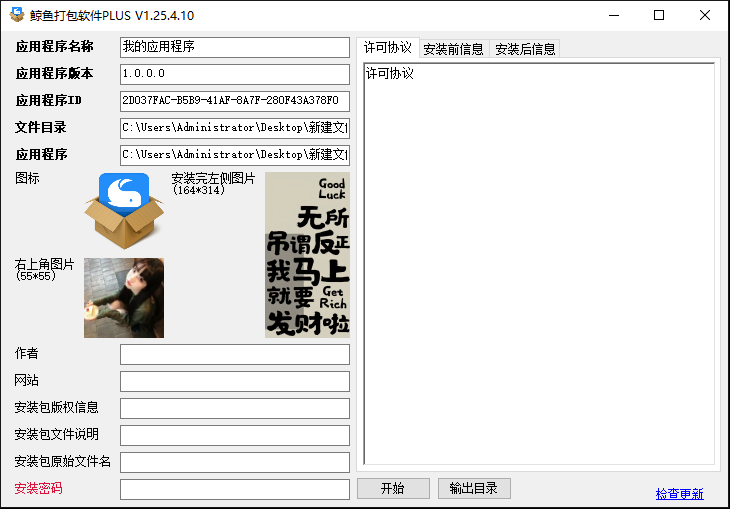 鲸鱼打包软件PLUS V1.25.4.10
应用程序名称
我的应用程序
应用程序版本
1.0.0.0
应用程序ID
2D037FAC-B5B9-41AF-8A7F-280F43A378F0
文件目录
C:\Users\Administrator\Desktop\新建文
应用程序
C:\Users\Administrator\Desktop\新建文
图标
安装完左侧图片
(164*314)
Good
Luck
无所
吊谓反正
我马上
就要 Get
Rich
发财啦
右上角图片
(55*55)
作者
网站
安装包版权信息
安装包文件说明
安装包原始文件名
安装密码
许可协议 安装前信息 安装后信息
许可协议
开始 输出目录
检查更新